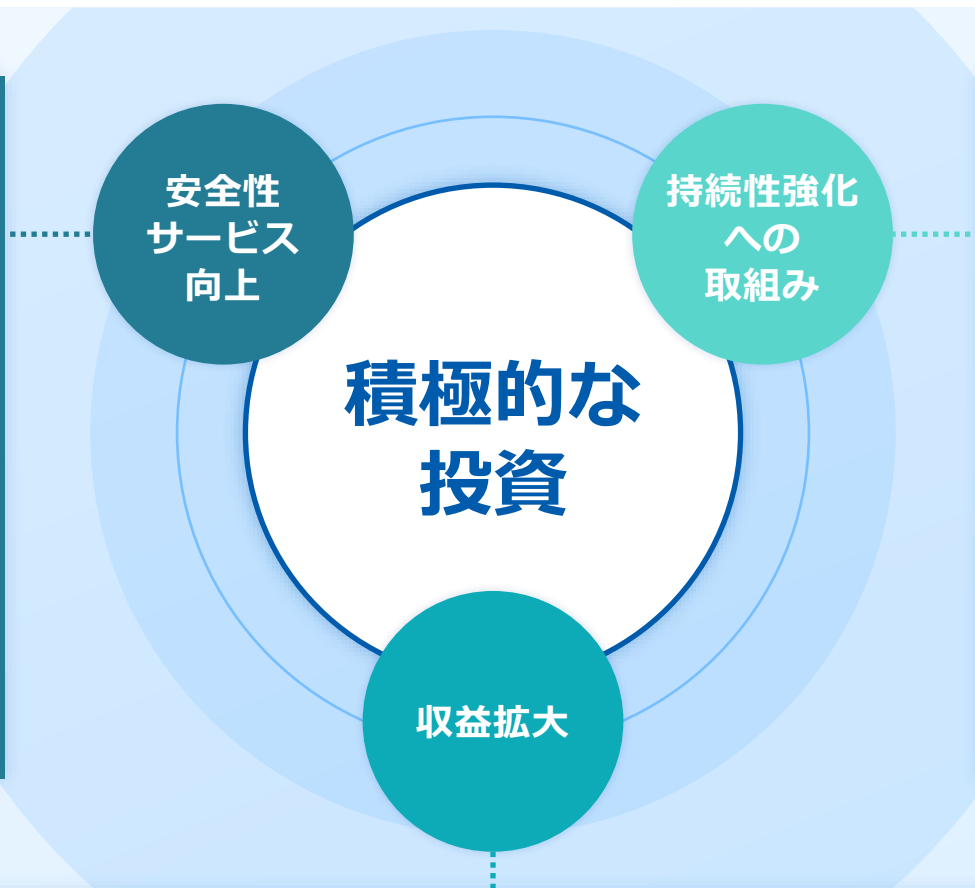 安全性
サービス
向上
持続性強化
への
取組み
積極的な
投資
収益拡大